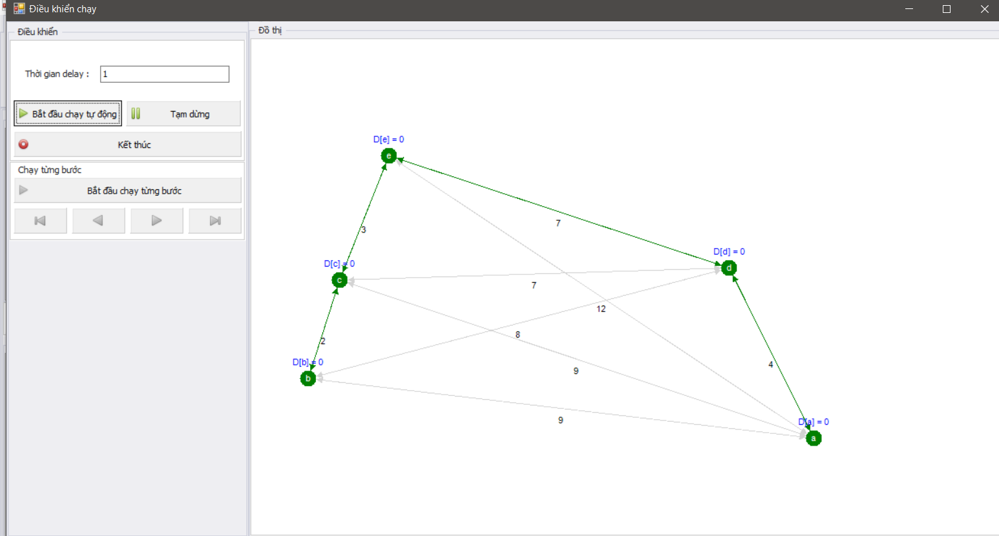 Điều khiển chạy
Điều khiển
Thời gian delay :
1
Bắt đầu chạy tự động
Tạm dừng
Kết thúc
Chạy từng bước
Bắt đầu chạy từng bước
Đồ thị
D[e] = 0
e
7
3
D[d] = 0
d
D[c] = 0
c
7
12
8
2
D[b] = 0
b
9
4
9
D[a] = 0
a